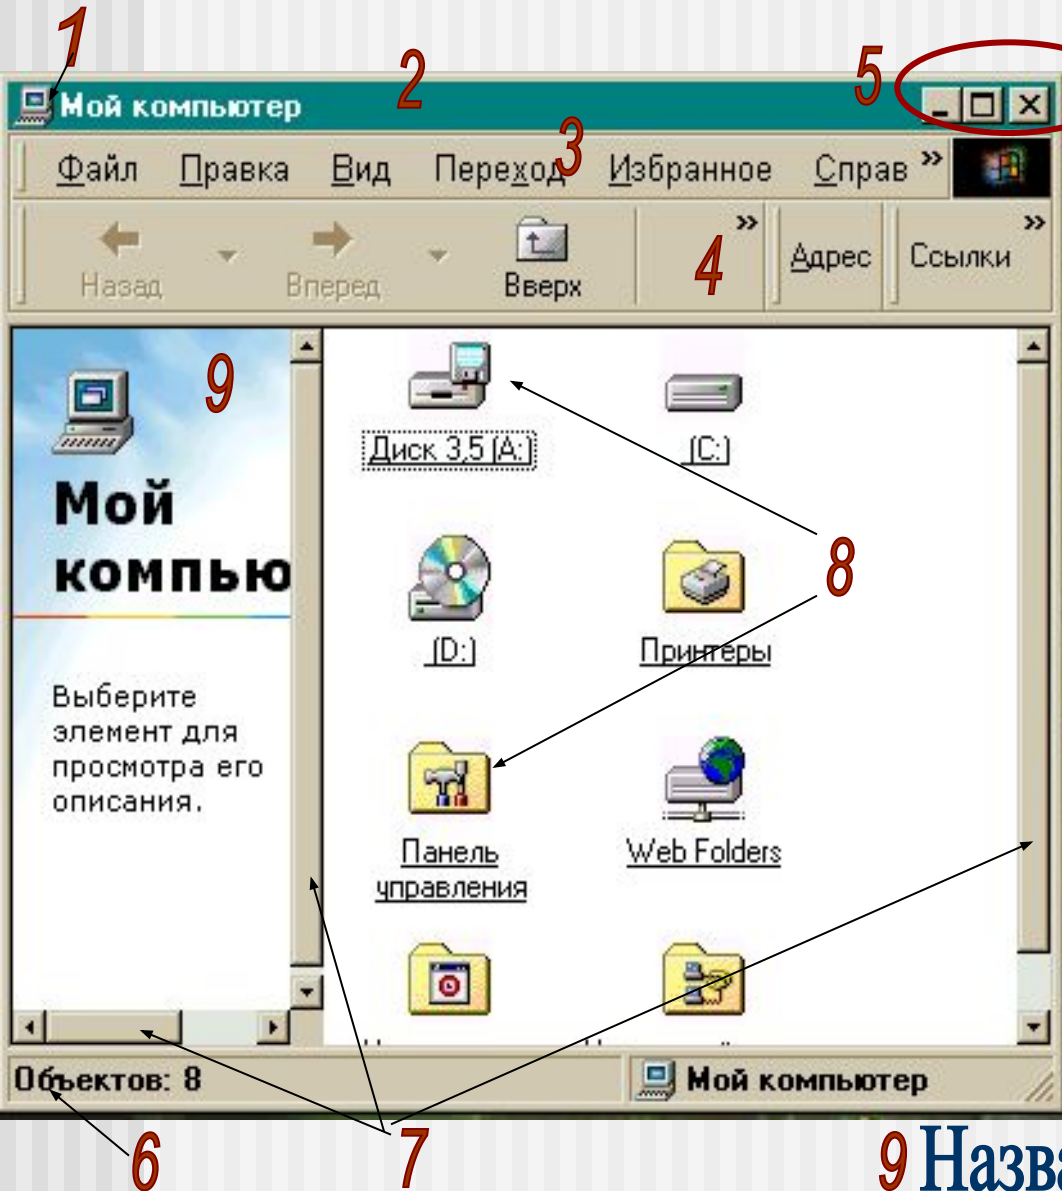 1
2
5
Мой компьютер
3
Файл Правка Вид Переход Избранное Справ »
»
»
4
Назад Вперед Вверх Адрес Ссылки
9
Диск 3,5 (A:) (C:)
Мой
компью
8
(D:) Принтеры
Выберите
элемент для
просмотра его
описания.
Панель
управления
Web Folders
Объектов: 8 Мой компьютер
6
7
9 Назва